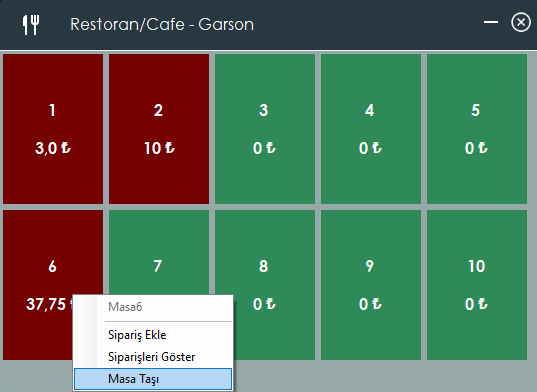 Restoran/Cafe - Garson
1 2 3 4 5
3,0 ₺ 10 ₺ 0 ₺ 0 ₺ 0 ₺
6 7 8 9 10
37,75 ₺ 0 ₺ 0 ₺ 0 ₺
Masa6
Sipariş Ekle
Siparişleri Göster
Masa Taşı